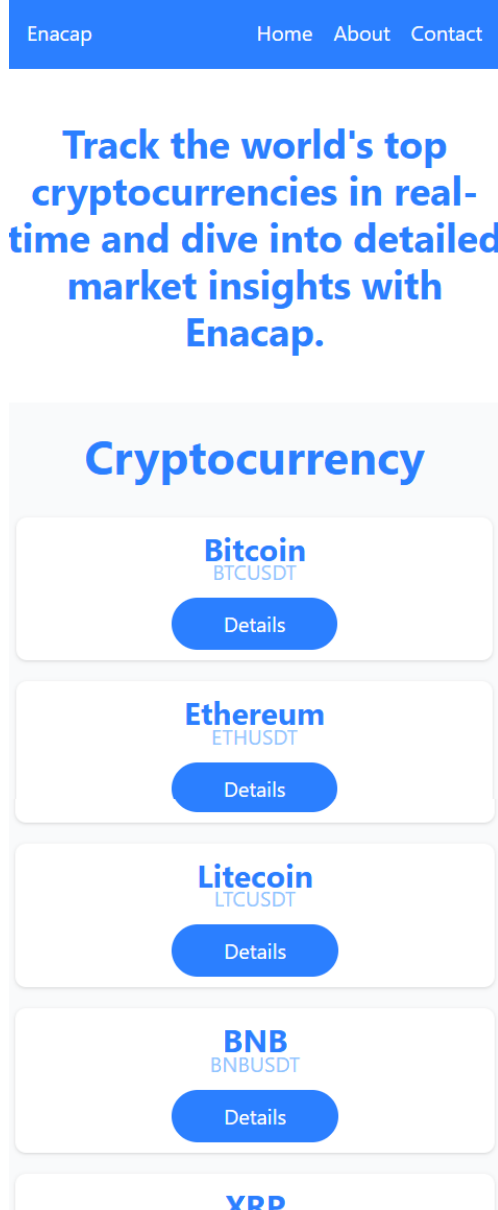 Enacap
Home About Contact
Track the world's top
cryptocurrencies in real-
time and dive into detailed
market insights with
Enacap.
Cryptocurrency
Bitcoin
BTCUSDT
Details
Ethereum
ETHUSDT
Details
Litecoin
LTCUSDT
Details
BNB
BNBUSDT
Details
XRP